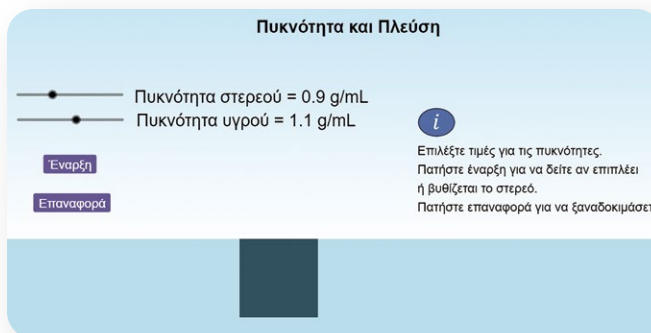 Πυκνότητα και Πλεύση
Πυκνότητα στερεού = 0.9 g/mL
Πυκνότητα υγρού = 1.1 g/mL
i
Έναρξη
Επαναφορά
Επιλέξτε τιμές για τις πυκνότητες.
Πατήστε έναρξη για να δείτε αν επιπλέει
ή βυθίζεται το στερεό.
Πατήστε επαναφορά για να ξαναδοκιμάσετ